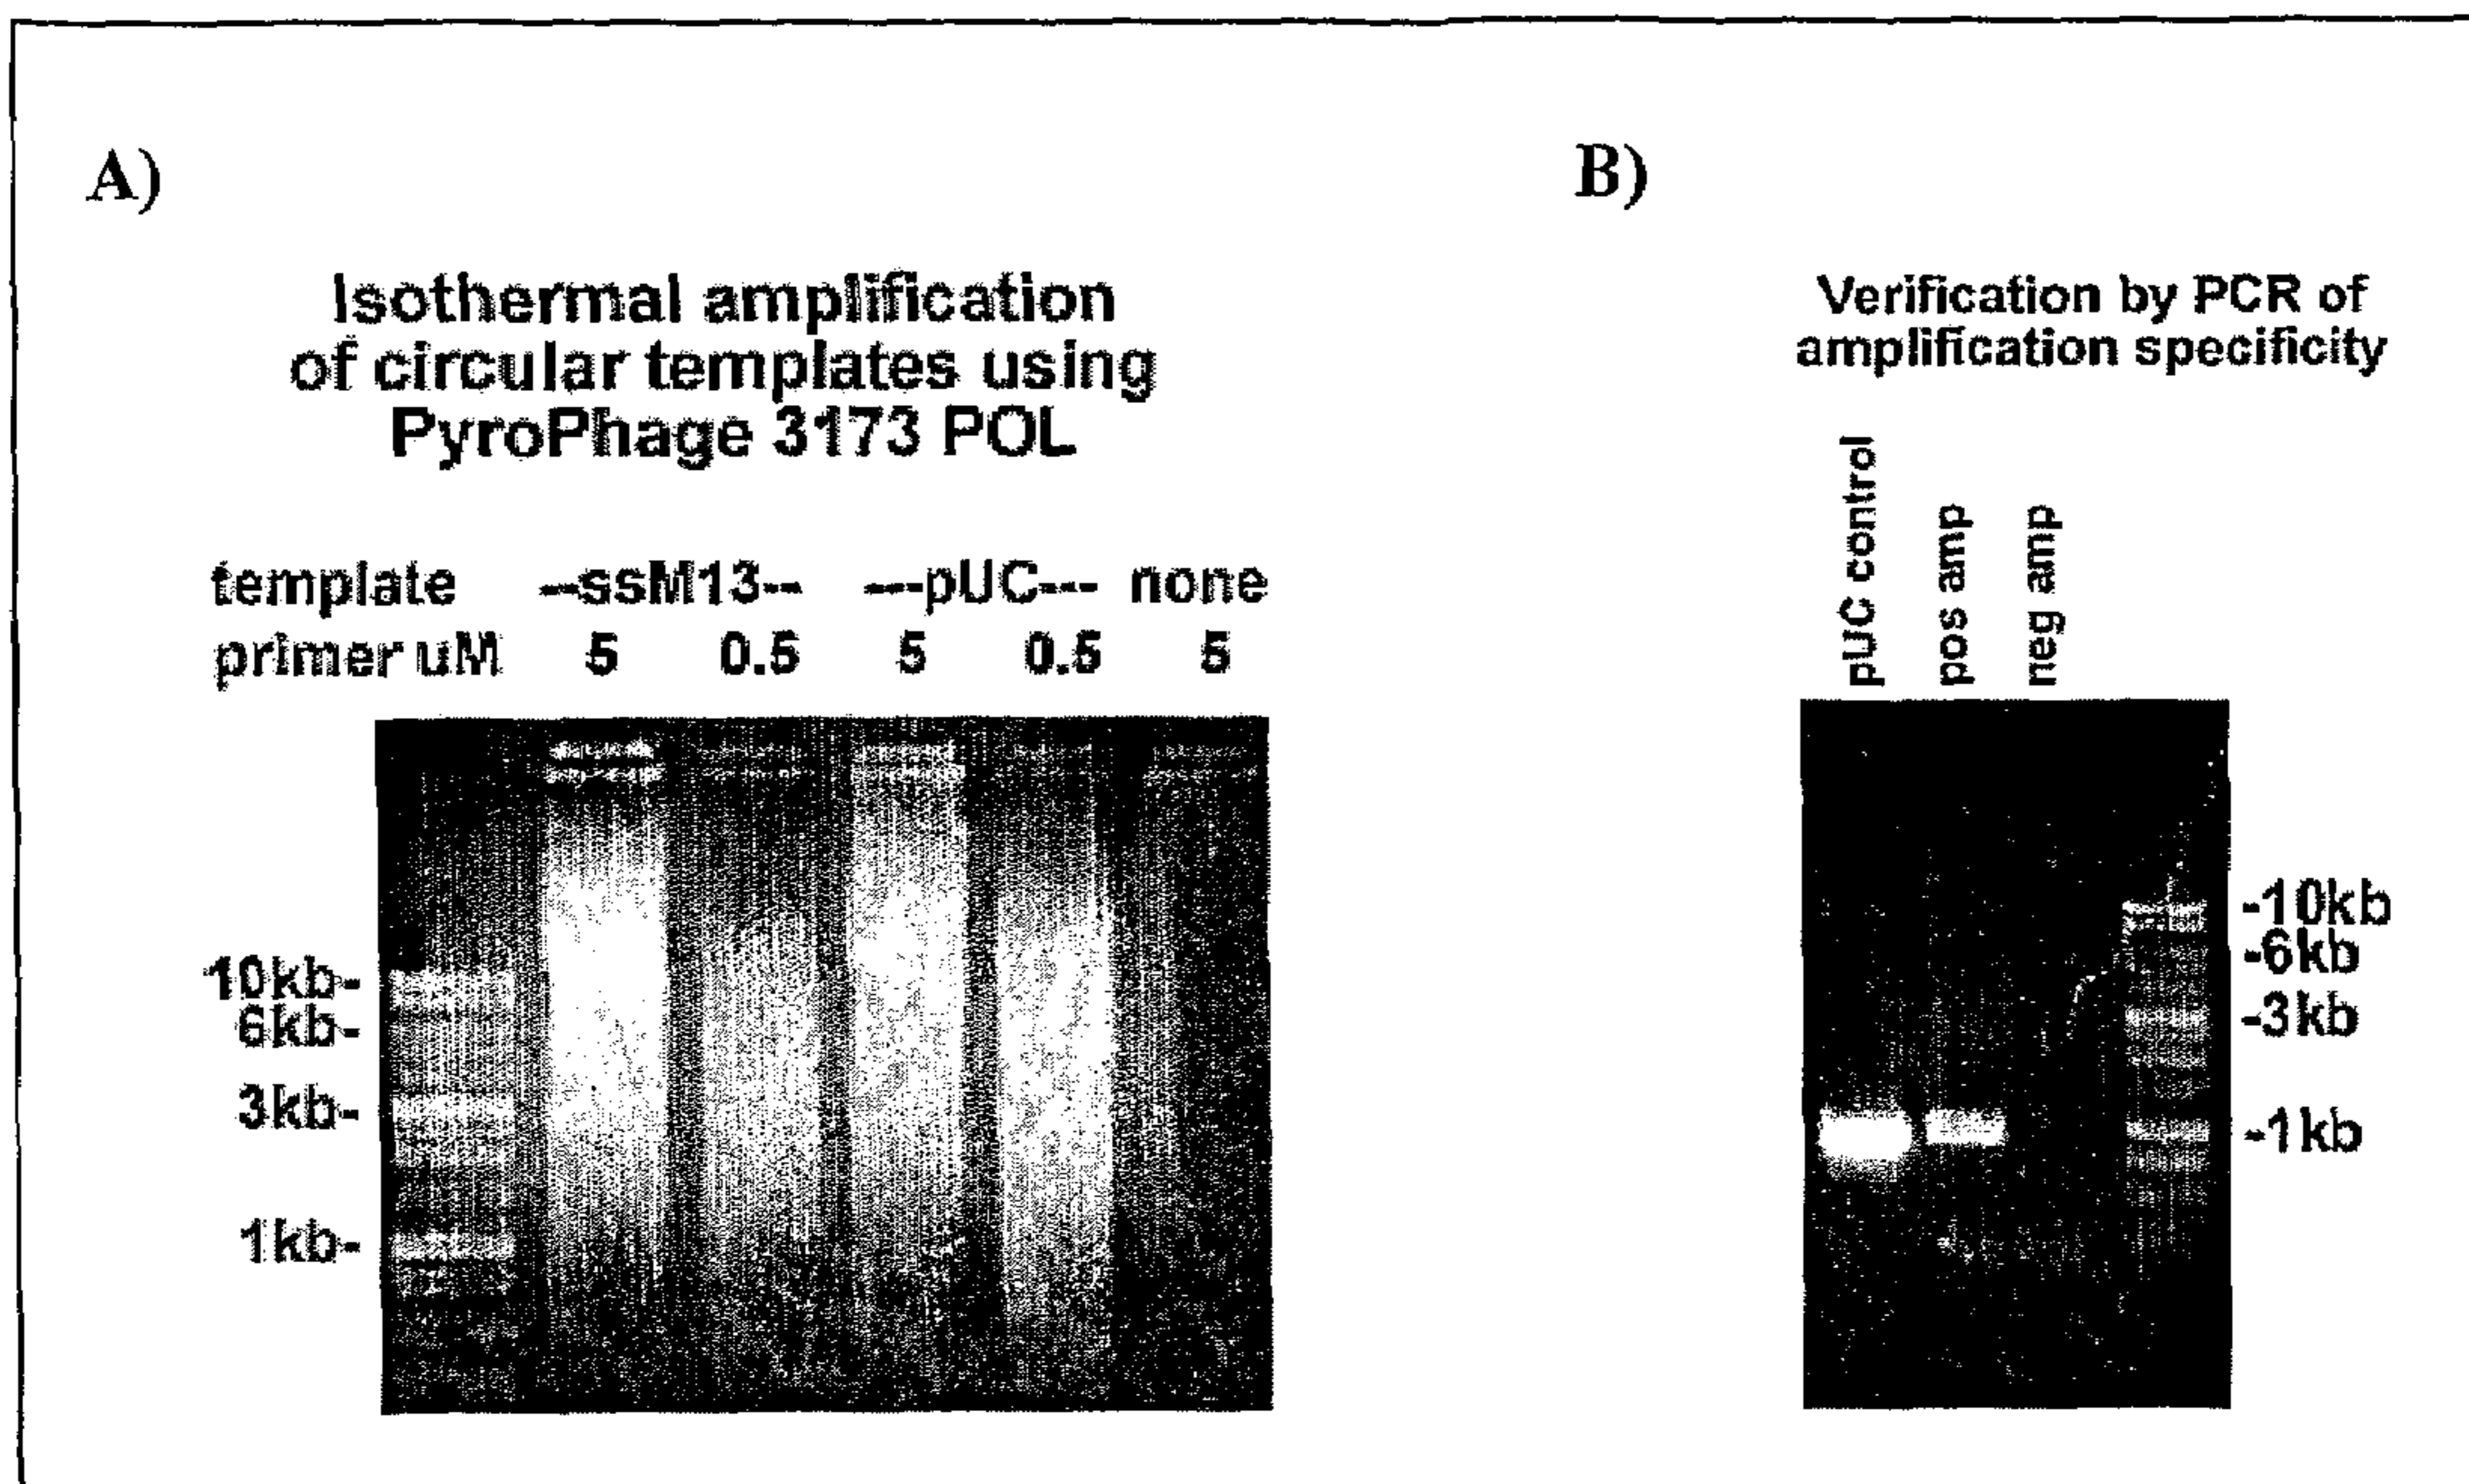 A)
Isothermal amplification
of circular templates using
PyroPhage 3173 POL
template --ssM13-- ---pUC--- none
primer uM 5 0.5 5 0.5 5
10kb-
6kb-
3kb-
1kb-
B)
Verification by PCR of
amplification specificity
pUC control
pos amp
neg amp
-10kb
-6kb
-3kb
-1kb